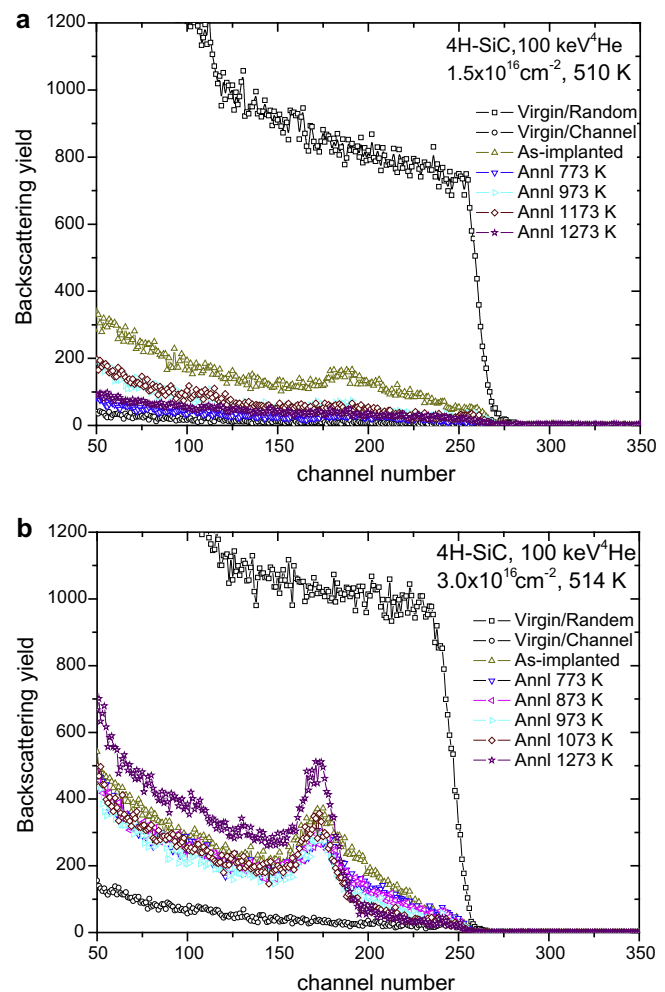 a
4H-SiC,100 keV⁴He
1.5x10¹⁶cm⁻², 510 K
Virgin/Random
Virgin/Channel
As-implanted
Annl 773 K
Annl 973 K
Annl 1173 K
Annl 1273 K
Backscattering yield
1200
1000
800
600
400
200
0
50 100 150 200 250 300 350
channel number
b
4H-SiC, 100 keV⁴He
3.0x10¹⁶cm⁻², 514 K
Virgin/Randem
Virgin/Channel
As-implanted
Annl 773 K
Annl 873 K
Annl 973 K
Annl 1073 K
Annl 1273 K
Backscattering yield
1200
1000
800
600
400
200
0
50 100 150 200 250 300 350
channel number